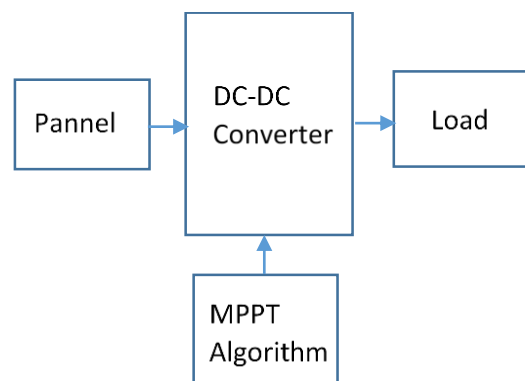 Pannel
DC-DC
Converter
Load
MPPT
Algorithm